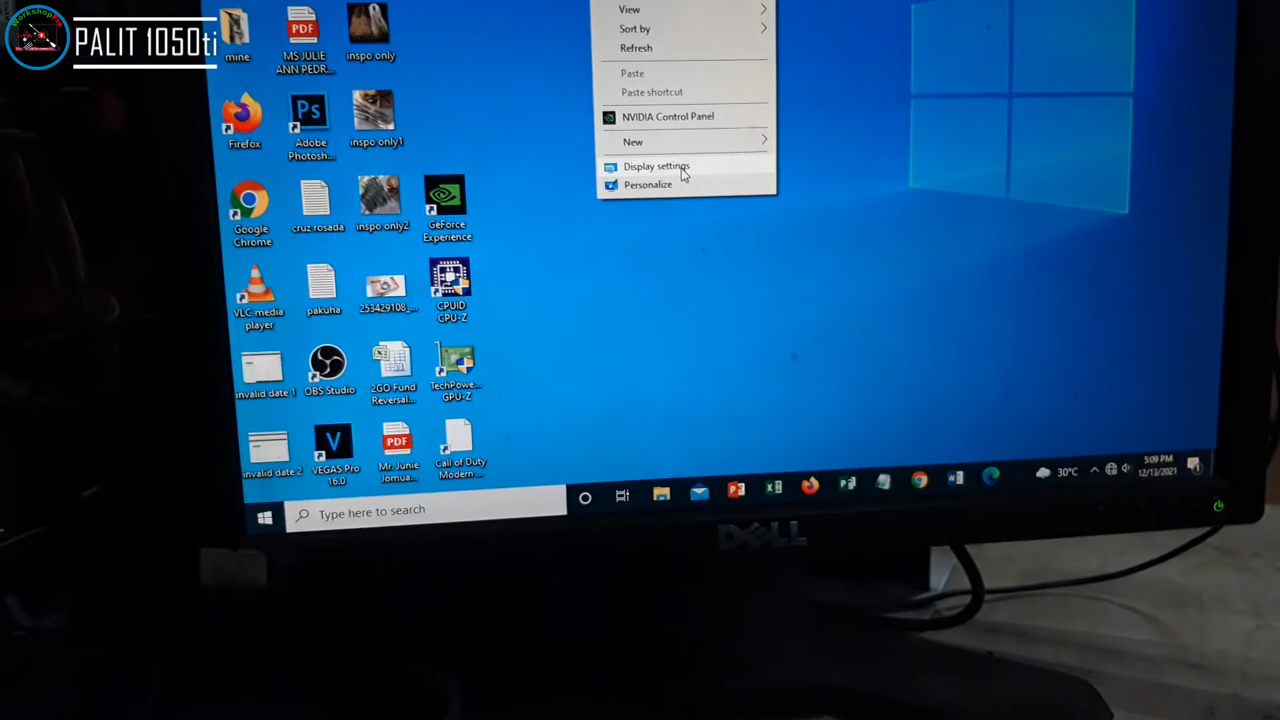 WorkshopFix
PALIT 1050ti
mine
MS JULIE
ANN PEDR...
inspo only
Firefox
Adobe
Photosh...
inspo only1
Google
Chrome
cruz rosada
inspo only2
GeForce
Experience
VLC media
player
pakuha
253429108_...
CPUID
CPU-Z
invalid date 1
OBS Studio
2GO Fund
Reversal...
TechPowe...
GPU-Z
invalid date 2
VEGAS Pro
16.0
Mr. Junie
Jomua...
Call of Duty
Modern ...
PDF
Ps
V
PDF
View
Sort by
Refresh
Paste
Paste shortcut
NVIDIA Control Panel
New
Display settings
Personalize
Type here to search
30°C
5:09 PM
12/13/2021
DELL